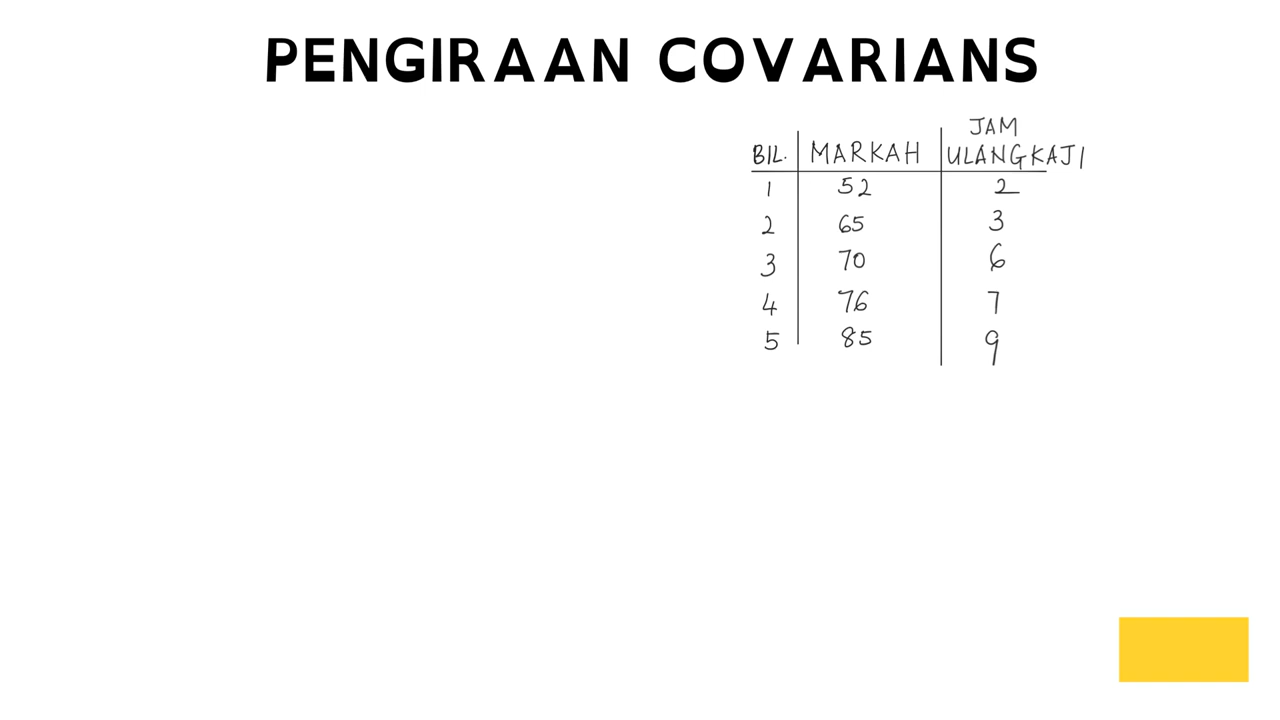 PENGIRAAN COVARIANS
JAM
BIL. MARKAH ULANGKAJI
1 52 2
2 65 3
3 70 6
4 76 7
5 85 9